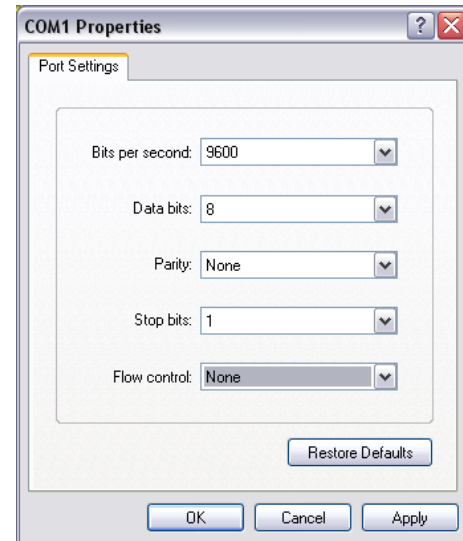 COM1 Properties
Port Settings
Bits per second: 9600
Data bits: 8
Parity: None
Stop bits: 1
Flow control: None
Restore Defaults
OK Cancel Apply